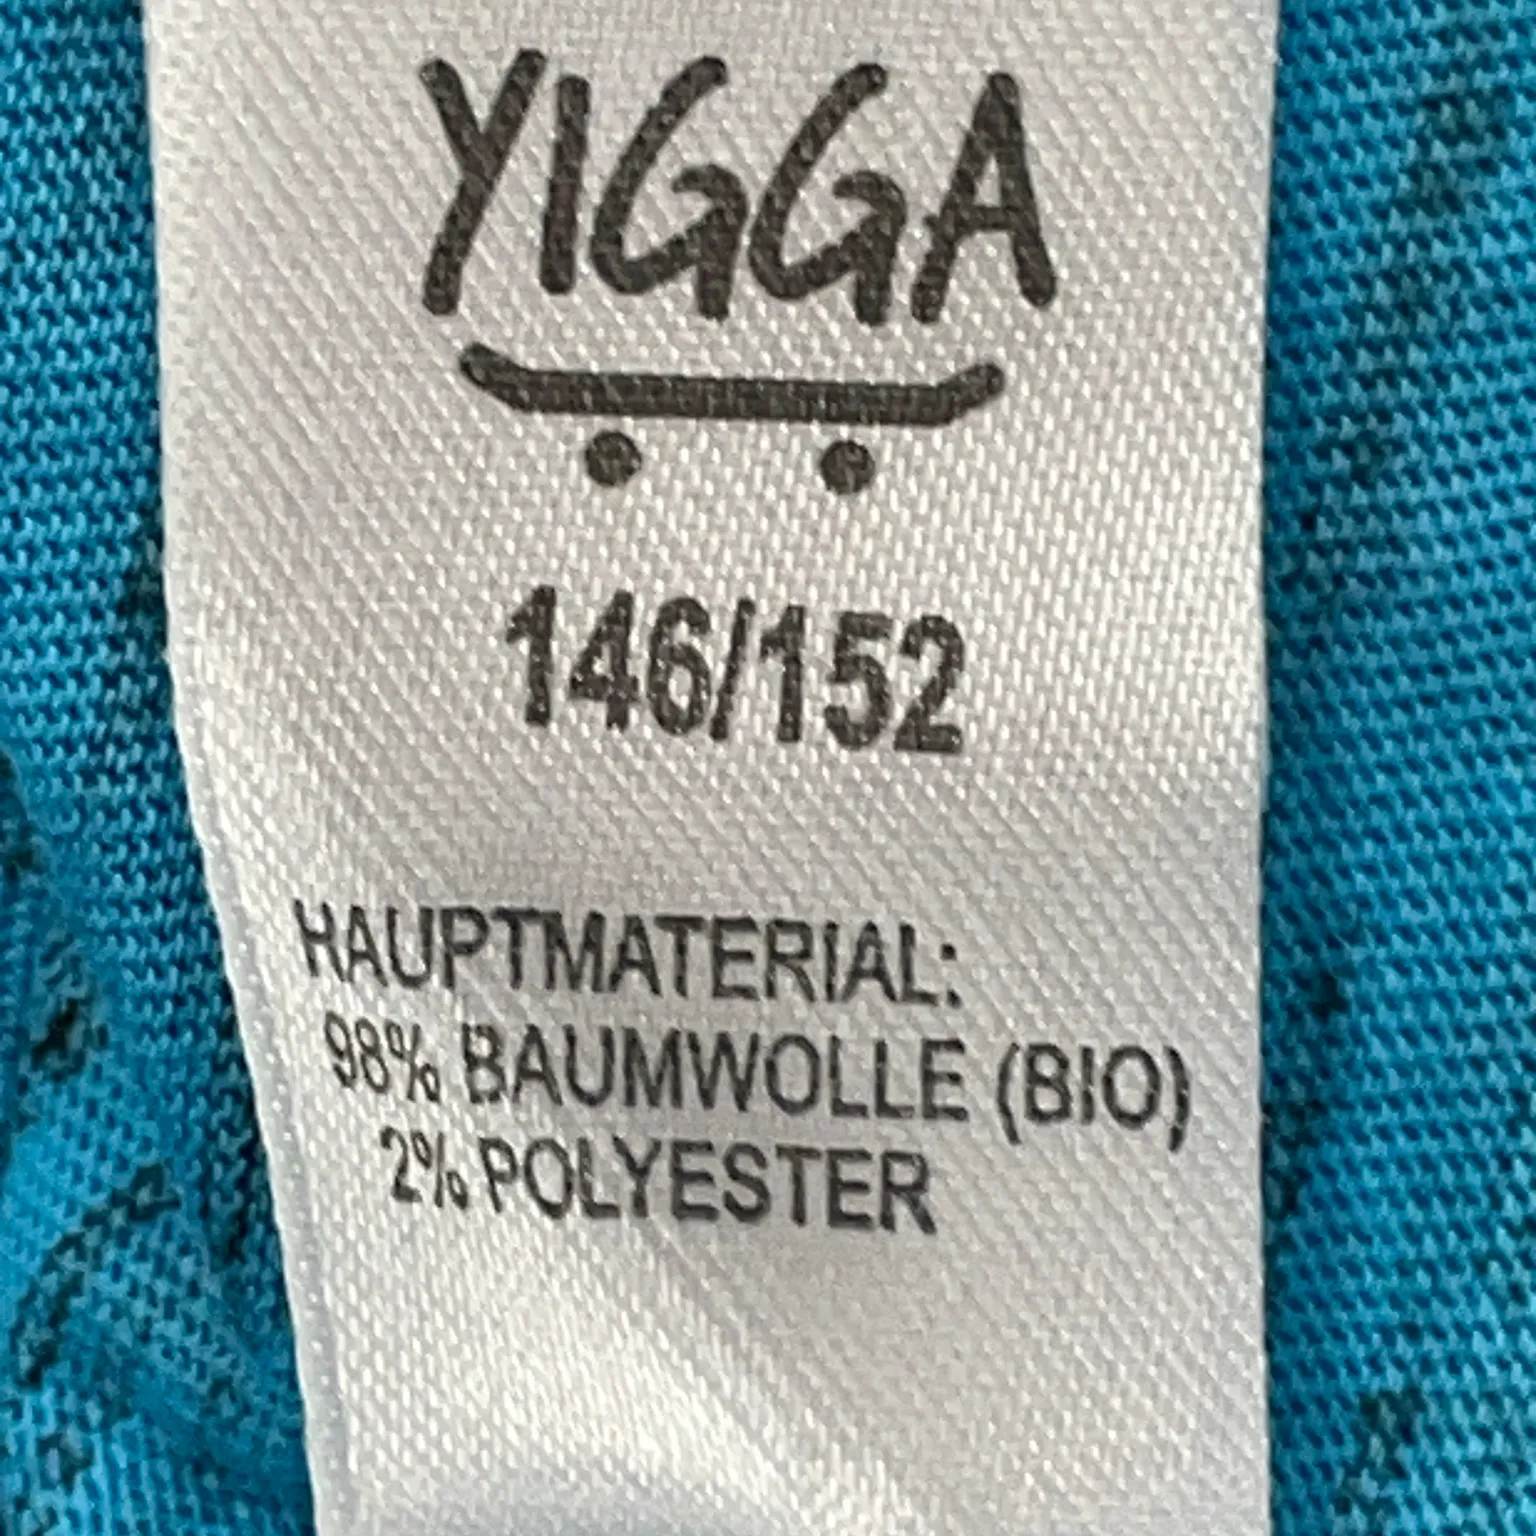 YIGGA
146/152
HAUPTMATERIAL:
98% BAUMWOLLE (BIO)
2% POLYESTER